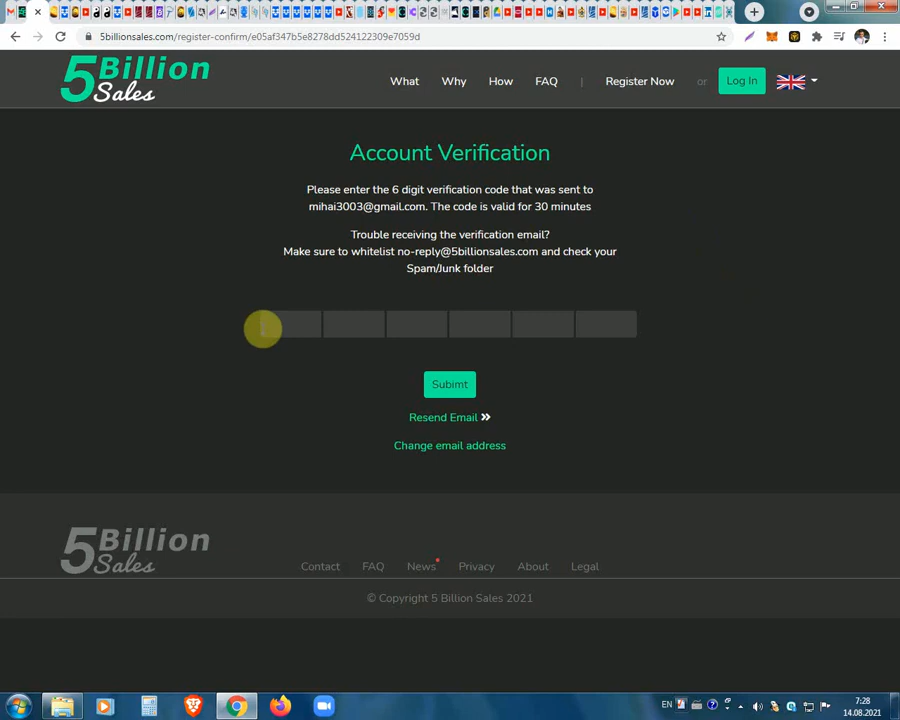 5billionsales.com/register-confirm/e05af347b5e8278dd524122309e7059d
5Billion
Sales
What
Why
How
FAQ
|
Register Now
or
Log In
Account Verification
Please enter the 6 digit verification code that was sent to
mihai3003@gmail.com. The code is valid for 30 minutes
Trouble receiving the verification email?
Make sure to whitelist no-reply@5billionsales.com and check your
Spam/Junk folder
Subimt
Resend Email
Change email address
5Billion
Sales
Contact
FAQ
News
Privacy
About
Legal
© Copyright 5 Billion Sales 2021
EN
7:28
14.08.2021